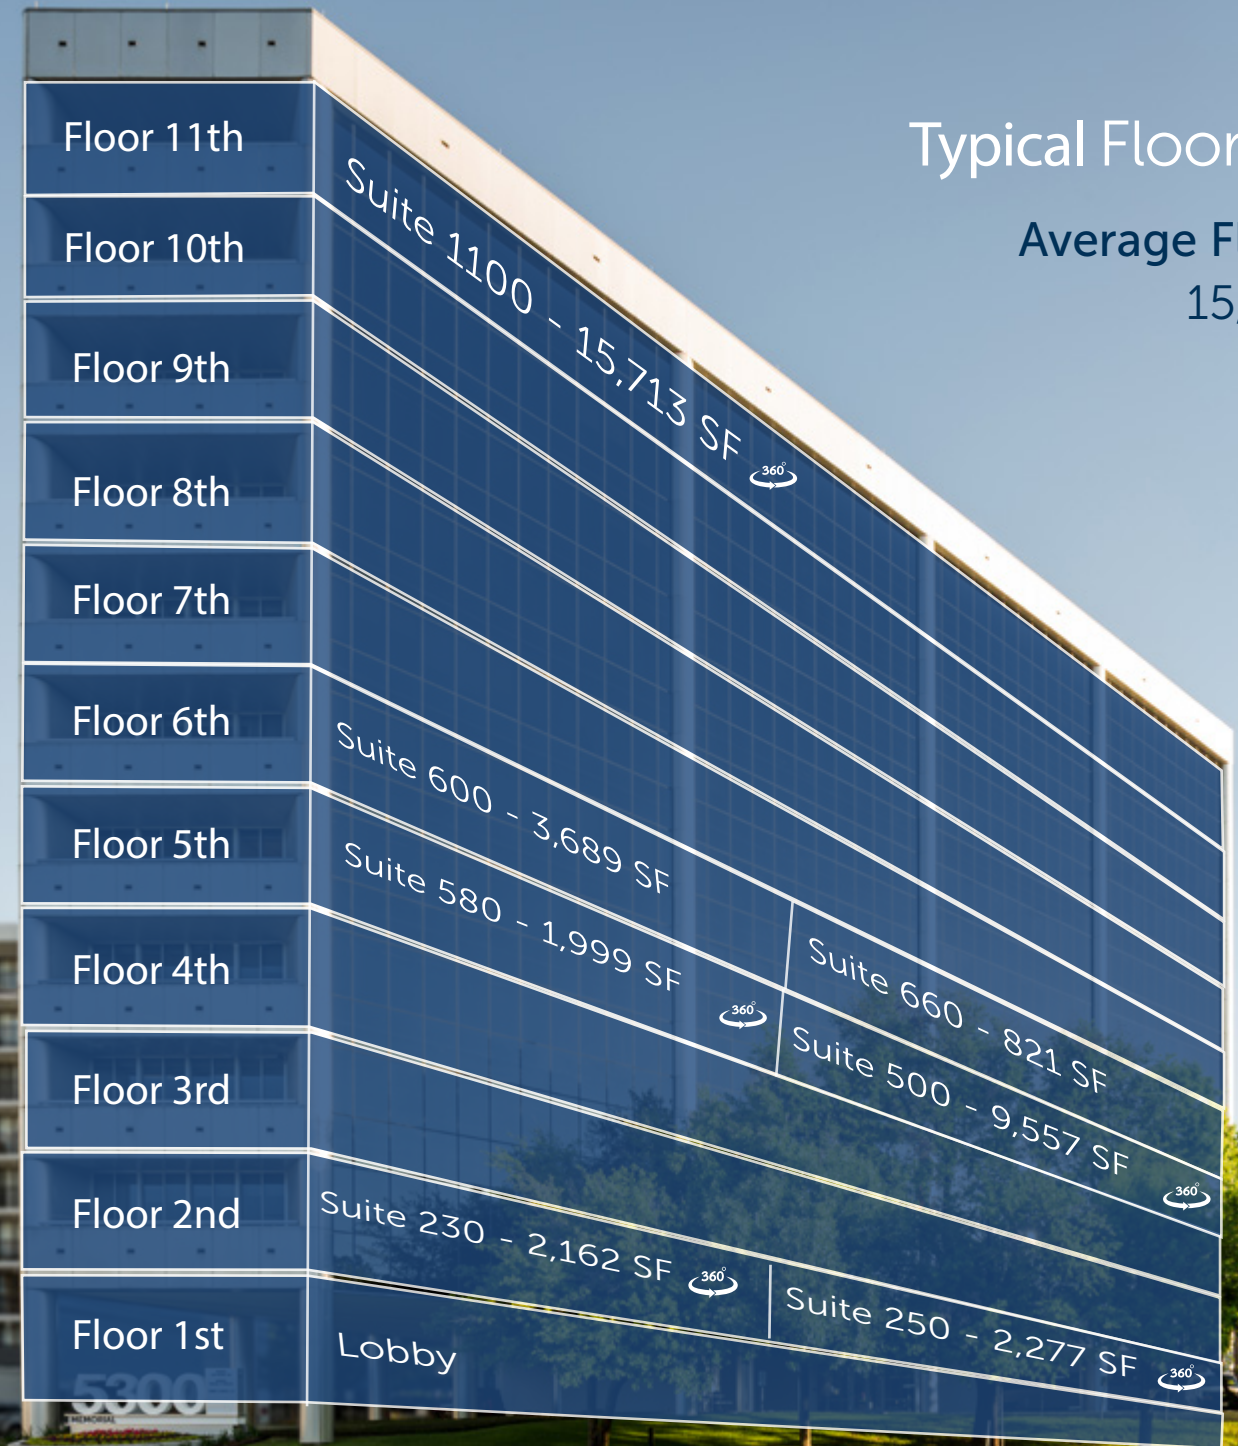 Typical Floor
Average Fl
15,
Floor 11th
Suite 1100 - 15,713 SF
360°
Floor 10th
Floor 9th
Floor 8th
Floor 7th
Floor 6th
Suite 600 - 3,689 SF
Suite 660 - 821 SF
Floor 5th
Suite 580 - 1,999 SF
360°
Suite 500 - 9,557 SF
360°
Floor 4th
Floor 3rd
Floor 2nd
Suite 230 - 2,162 SF
360°
Suite 250 - 2,277 SF
360°
Floor 1st
Lobby
5300
MEMORIAL